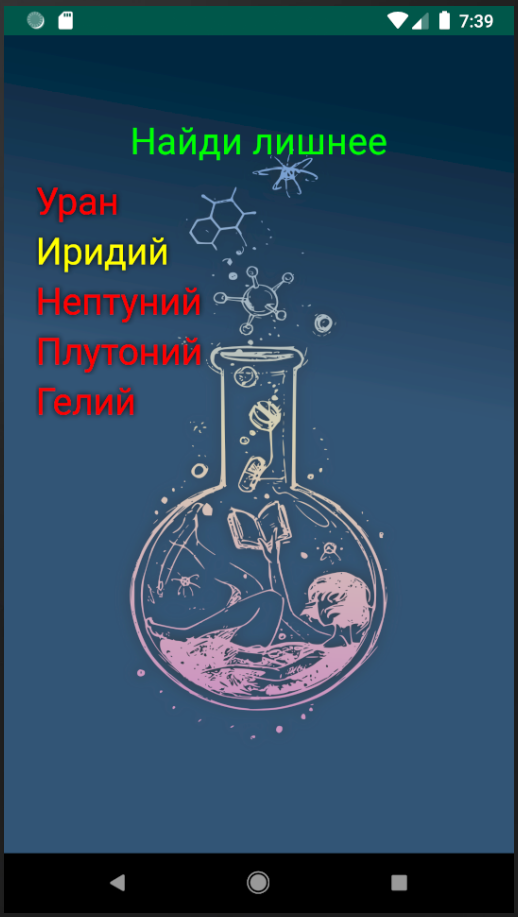 7:39
Найди лишнее
Уран
Иридий
Нептуний
Плутоний
Гелий